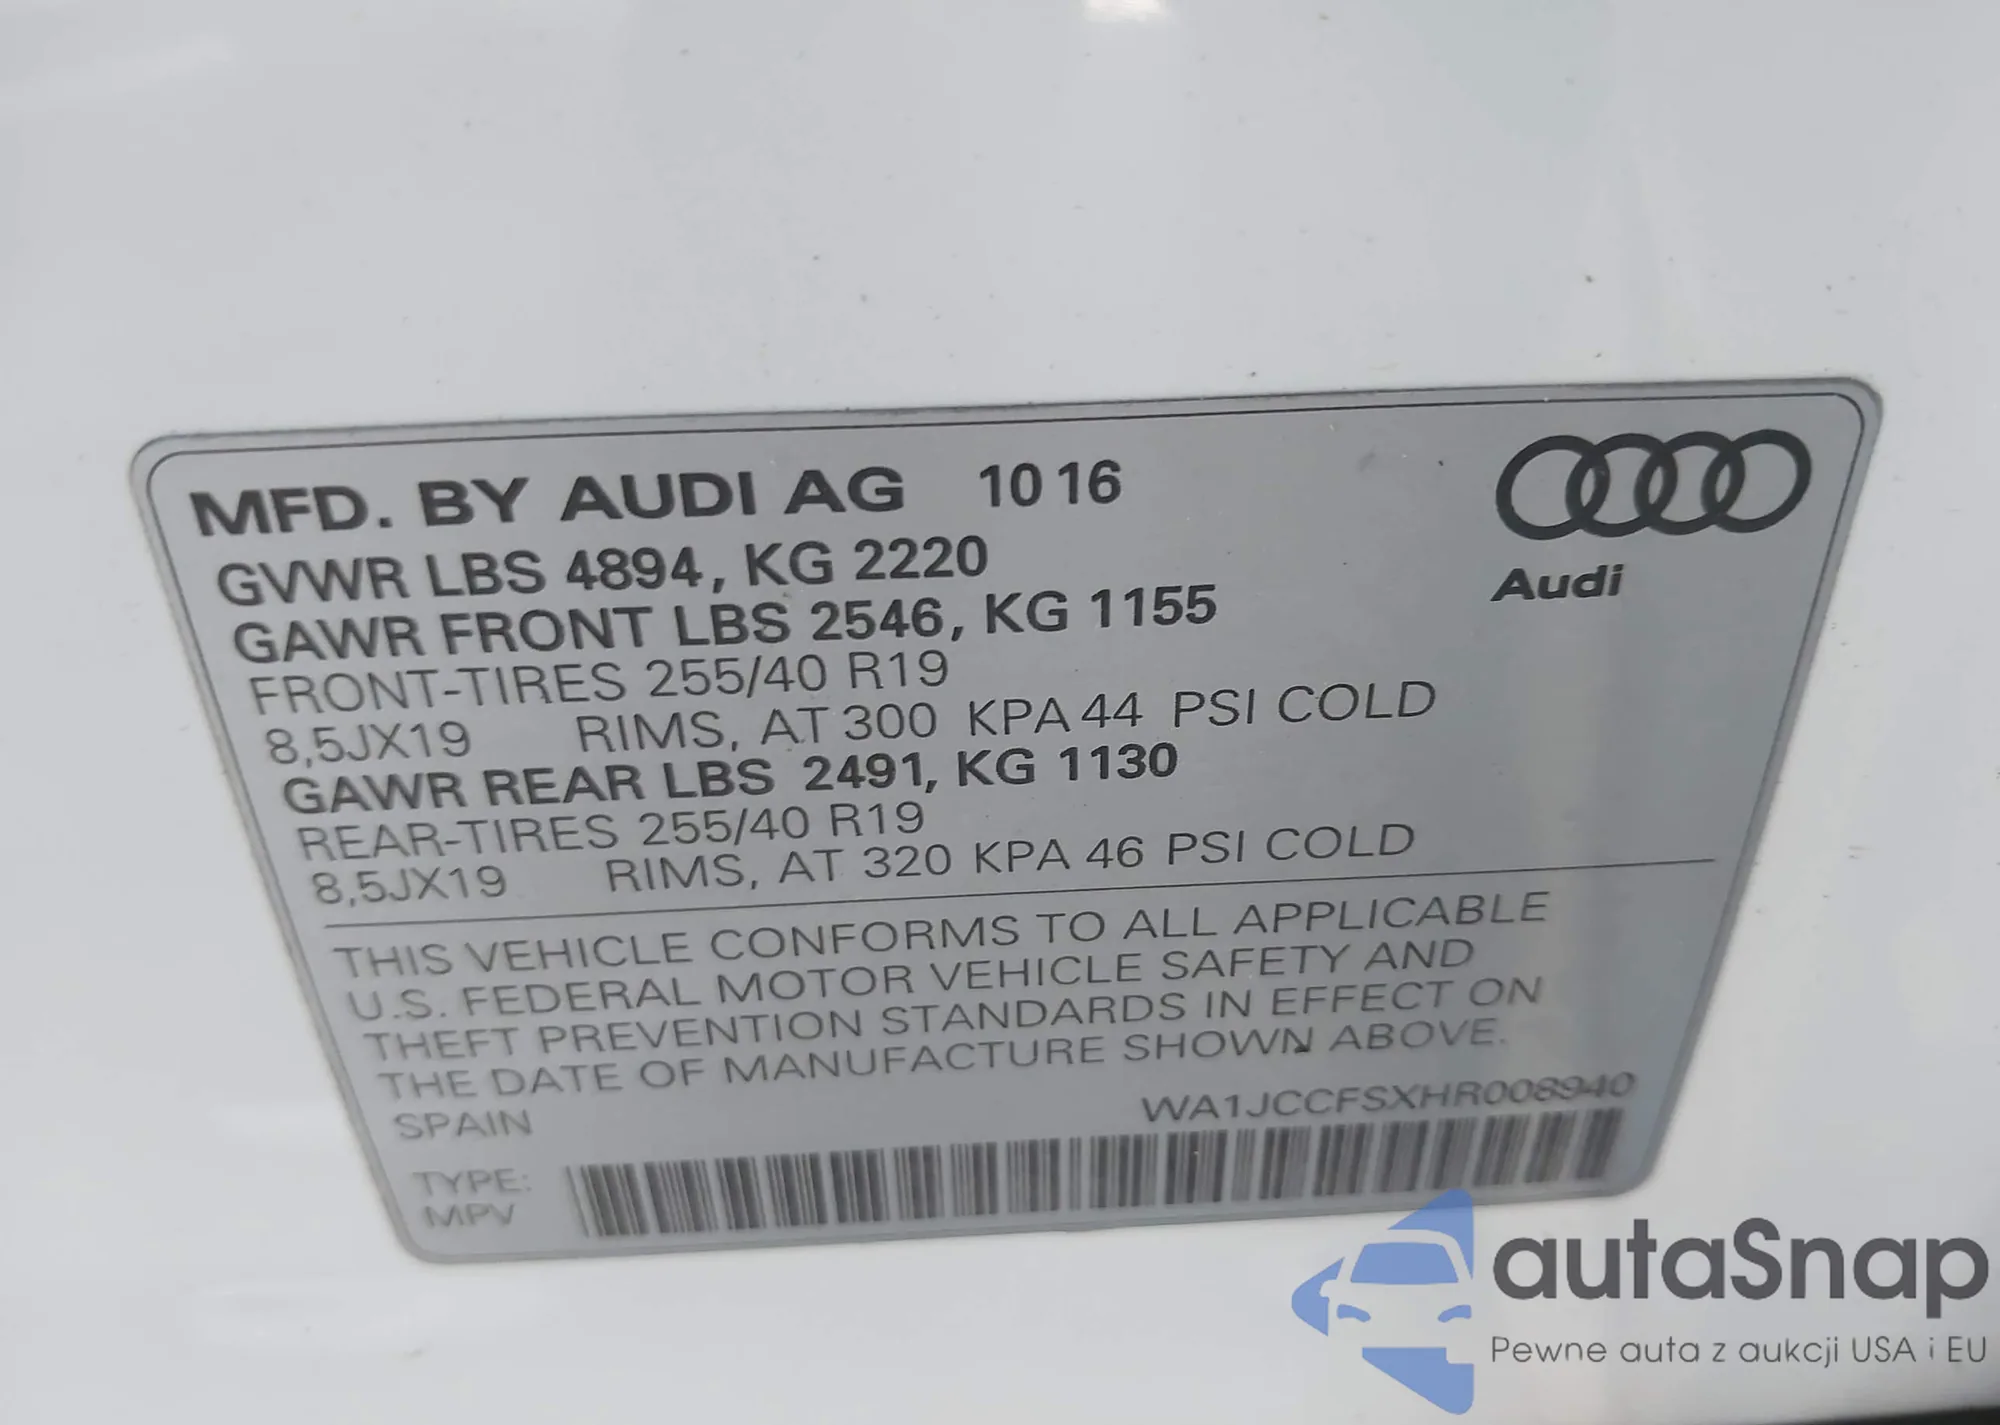 MFD. BY AUDI AG 10 16
GVWR LBS 4894, KG 2220
GAWR FRONT LBS 2546, KG 1155
FRONT-TIRES 255/40 R19
8,5JX19 RIMS, AT 300 KPA 44 PSI COLD
GAWR REAR LBS 2491, KG 1130
REAR-TIRES 255/40 R19
8,5JX19 RIMS, AT 320 KPA 46 PSI COLD
Audi
THIS VEHICLE CONFORMS TO ALL APPLICABLE
U.S. FEDERAL MOTOR VEHICLE SAFETY AND
THEFT PREVENTION STANDARDS IN EFFECT ON
THE DATE OF MANUFACTURE SHOWN ABOVE.
SPAIN WA1JCCFSXHR008940
TYPE:
MPV
autaSnap
Pewne auta z aukcji USA i EU